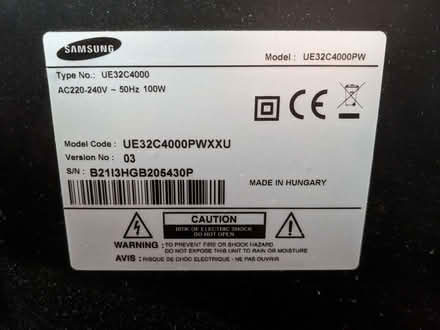 SAMSUNG
Model : UE32C4000PW
Type No. : UE32C4000
AC220-240V ~ 50Hz 100W
CE
Model Code : UE32C4000PWXXU
Version No : 03
S/N : B21I3HGB205430P
MADE IN HUNGARY
CAUTION
RISK OF ELECTRIC SHOCK
DO NOT OPEN
WARNING : TO PREVENT FIRE OR SHOCK HAZARD
DO NOT EXPOSE THIS UNIT TO RAIN OR MOISTURE
AVIS : RISQUE DE CHOC ELECTRIQUE - NE PAS OUVRIR